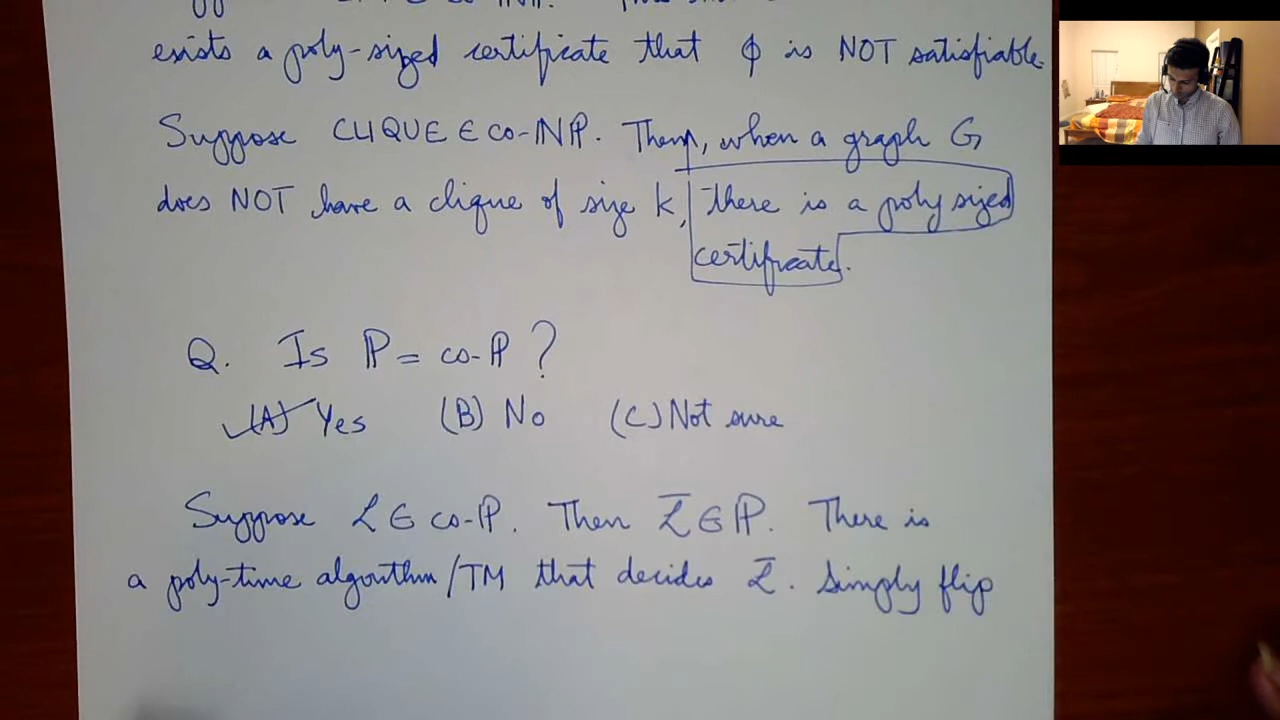 exists a poly-sized certificate that ϕ is NOT satisfiable.
Suppose CLIQUE ∈ co-NP. Then, when a graph G
does NOT have a clique of size k, there is a poly sized
certificate.
Q. Is ℙ = co-ℙ ?
(A) Yes (B) No (C) Not sure
Suppose L ∈ co-ℙ. Then L̅ ∈ ℙ. There is
a poly-time algorithm/TM that decides L̅. Simply flip